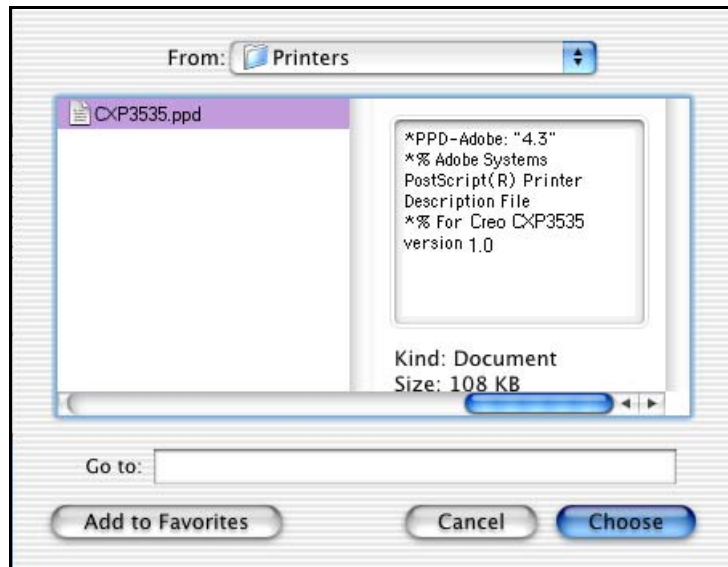 From: Printers
CXP3535.ppd
*PPD-Adobe: "4.3"
*% Adobe Systems
PostScript(R) Printer
Description File
*% For Creo CXP3535
version 1.0
Kind: Document
Size: 108 KB
Go to:
Add to Favorites Cancel Choose